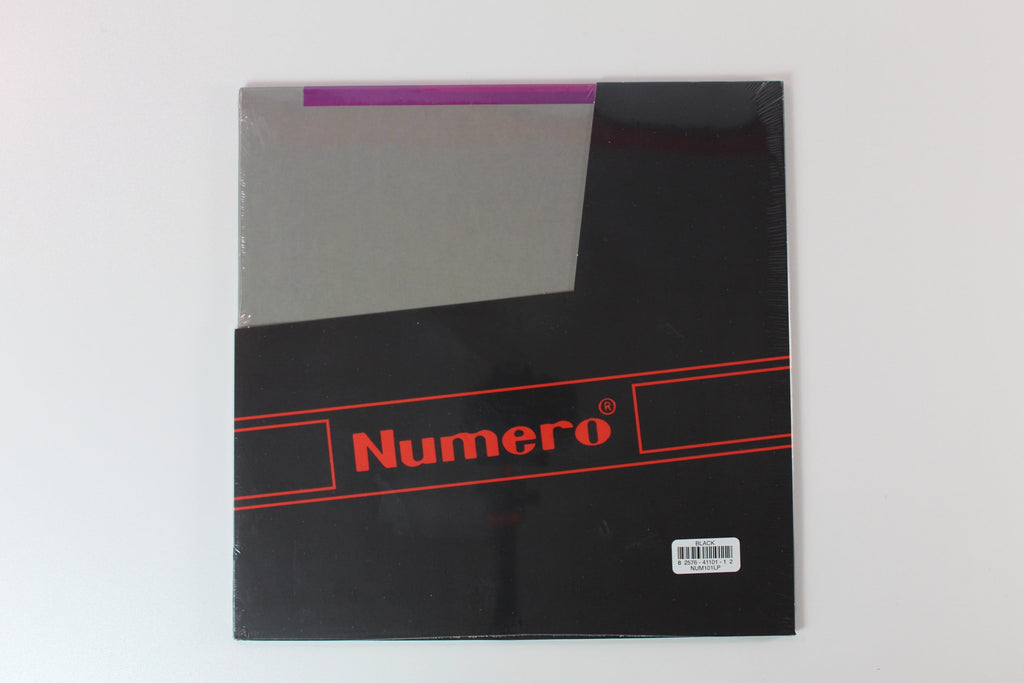 Numero®
BLACK
8 2576 - 41101 - 1 2
NUM101LP